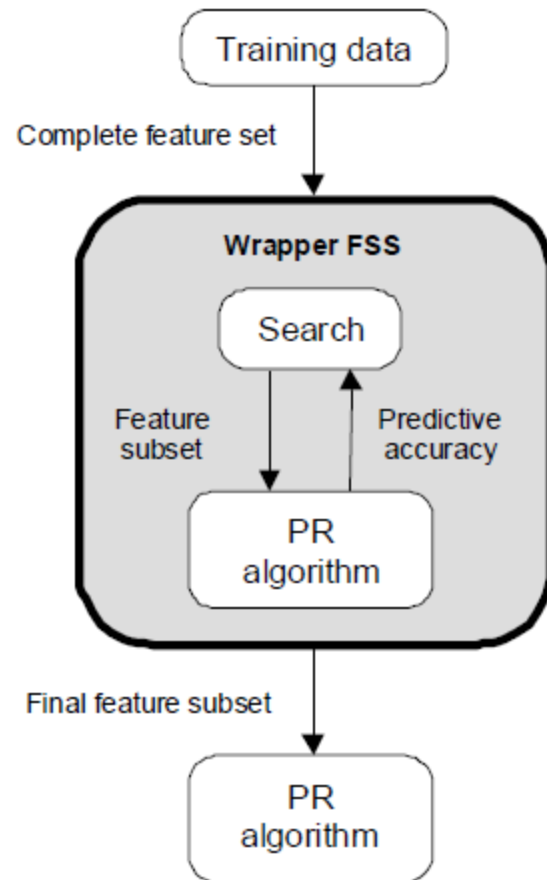 Training data
Complete feature set
Wrapper FSS
Search
Feature
subset
Predictive
accuracy
PR
algorithm
Final feature subset
PR
algorithm